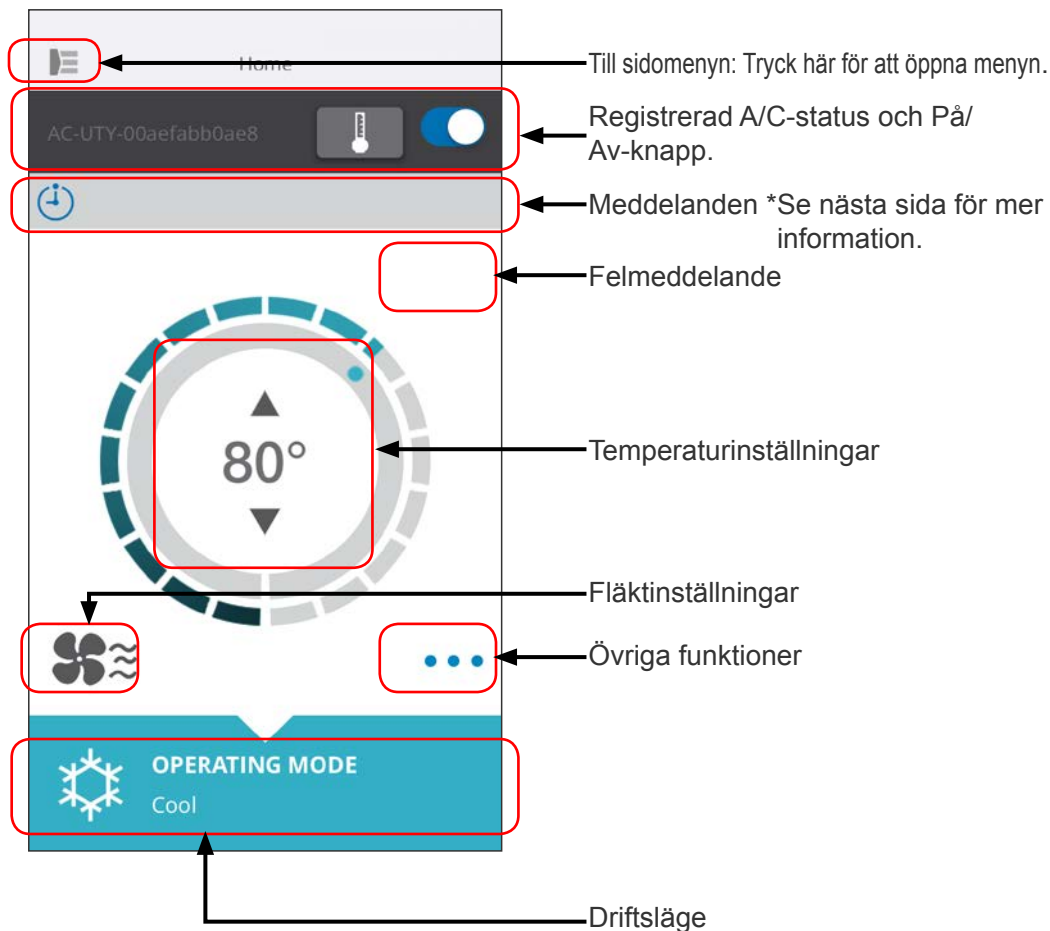 Home
Till sidomenyn: Tryck här för att öppna menyn.
AC-UTY-00aefabb0ae8
Registrerad A/C-status och På/
Av-knapp.
Meddelanden *Se nästa sida för mer
information.
Felmeddelande
80°
Temperaturinställningar
Fläktinställningar
Övriga funktioner
OPERATING MODE
Cool
Driftsläge